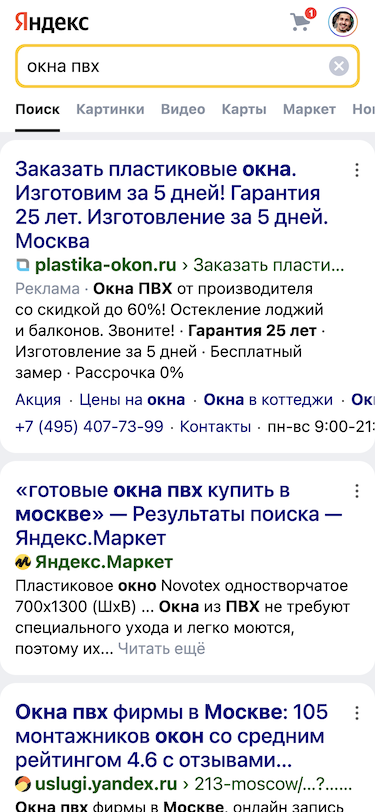 Яндекс
1
окна пвх
Поиск Картинки Видео Карты Маркет
Заказать пластиковые окна.
Изготовим за 5 дней! Гарантия
25 лет. Изготовление за 5 дней.
Москва
plastika-okon.ru › Заказать пласти...
Реклама · Окна ПВХ от производителя
со скидкой до 60%! Остекление лоджий
и балконов. Звоните! · Гарантия 25 лет ·
Изготовление за 5 дней · Бесплатный
замер · Рассрочка 0%
Акция · Цены на окна · Окна в коттеджи ·
+7 (495) 407-73-99 · Контакты · пн-вс 9:00-21:
«готовые окна пвх купить в
москве» — Результаты поиска —
Яндекс.Маркет
Яндекс.Маркет
Пластиковое окно Novotex одностворчатое
700x1300 (ШхВ) ... Окна из ПВХ не требуют
специального ухода и легко моются,
поэтому их... Читать ещё
Окна пвх фирмы в Москве: 105
монтажников окон со средним
рейтингом 4.6 с отзывами...
uslugi.yandex.ru › 213-moscow/...?......
Окна пвх фирмы в Москве, онлайн запись